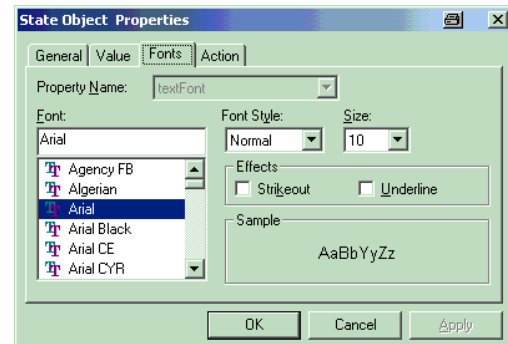 State Object Properties
General Value Fonts Action
Property Name: textFont
Font: Font Style: Size:
Arial Normal 10
Agency FB
Algerian
Arial
Arial Black
Arial CE
Arial CYR
Effects
Strikeout Underline
Sample
AaBbYyZz
OK Cancel Apply